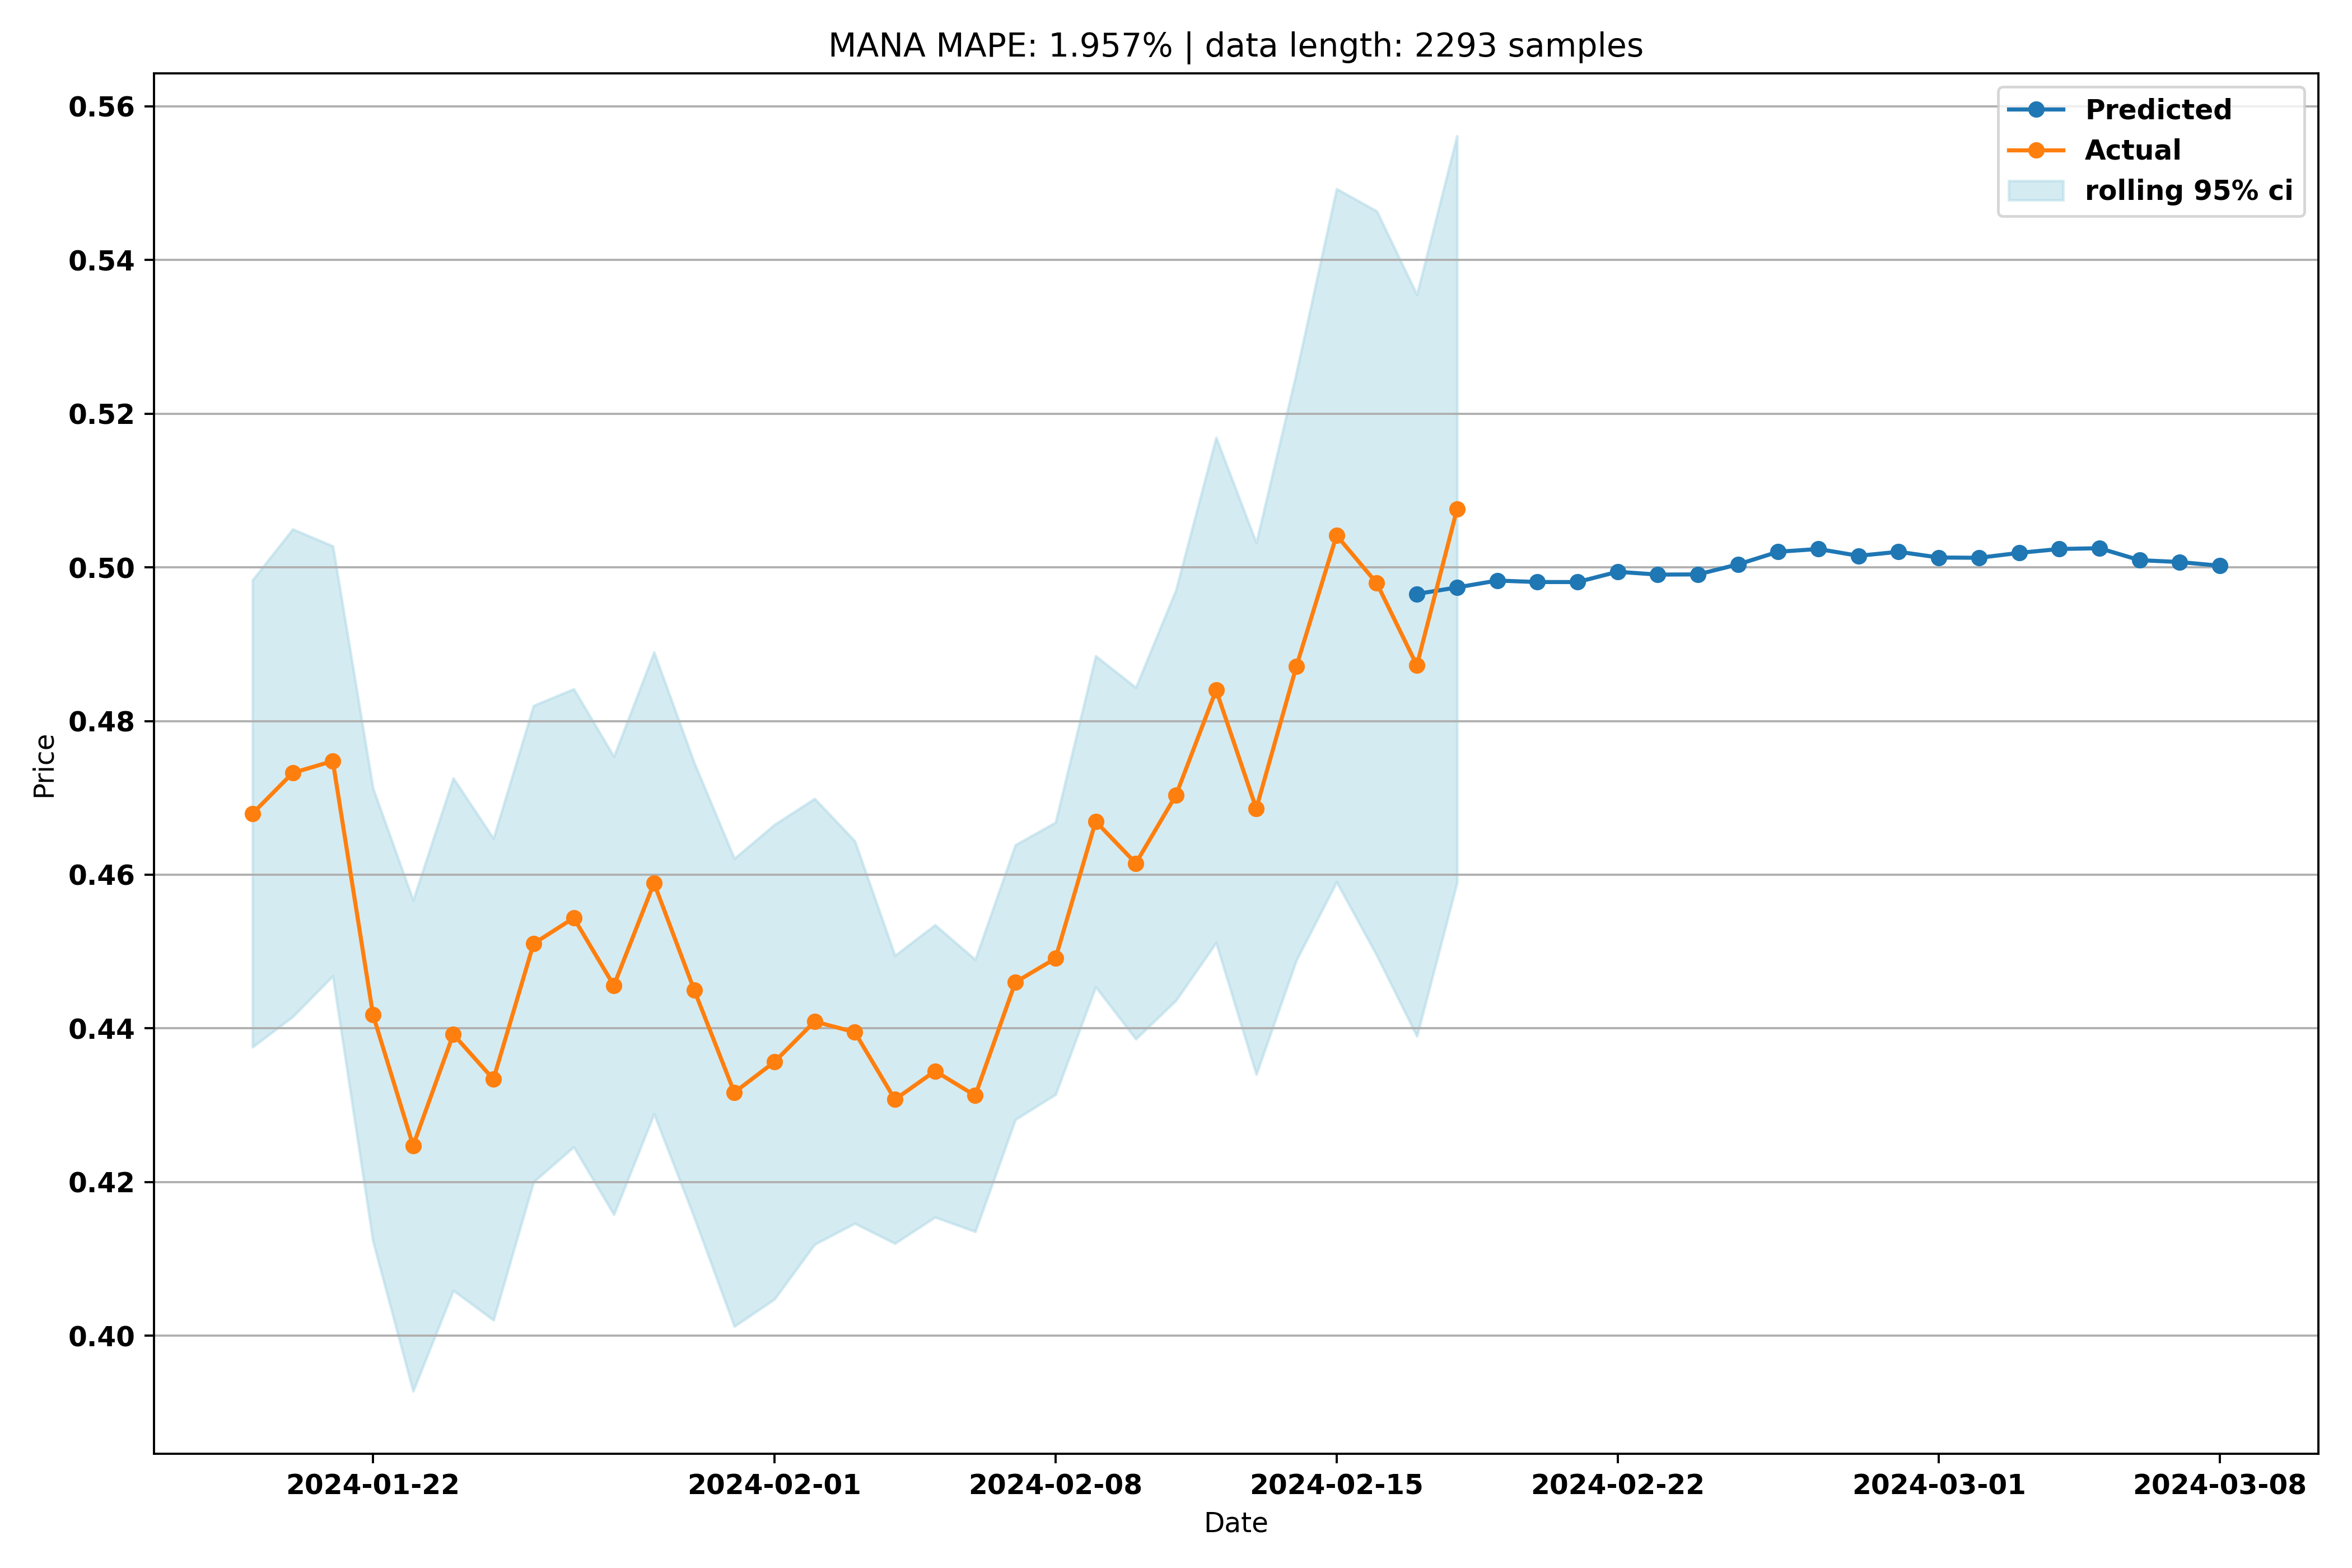 MANA MAPE: 1.957% | data length: 2293 samples
Predicted
Actual
rolling 95% ci
0.56
0.54
0.52
0.50
0.48
0.46
0.44
0.42
0.40
Price
2024-01-22
2024-02-01
2024-02-08
2024-02-15
2024-02-22
2024-03-01
2024-03-08
Date